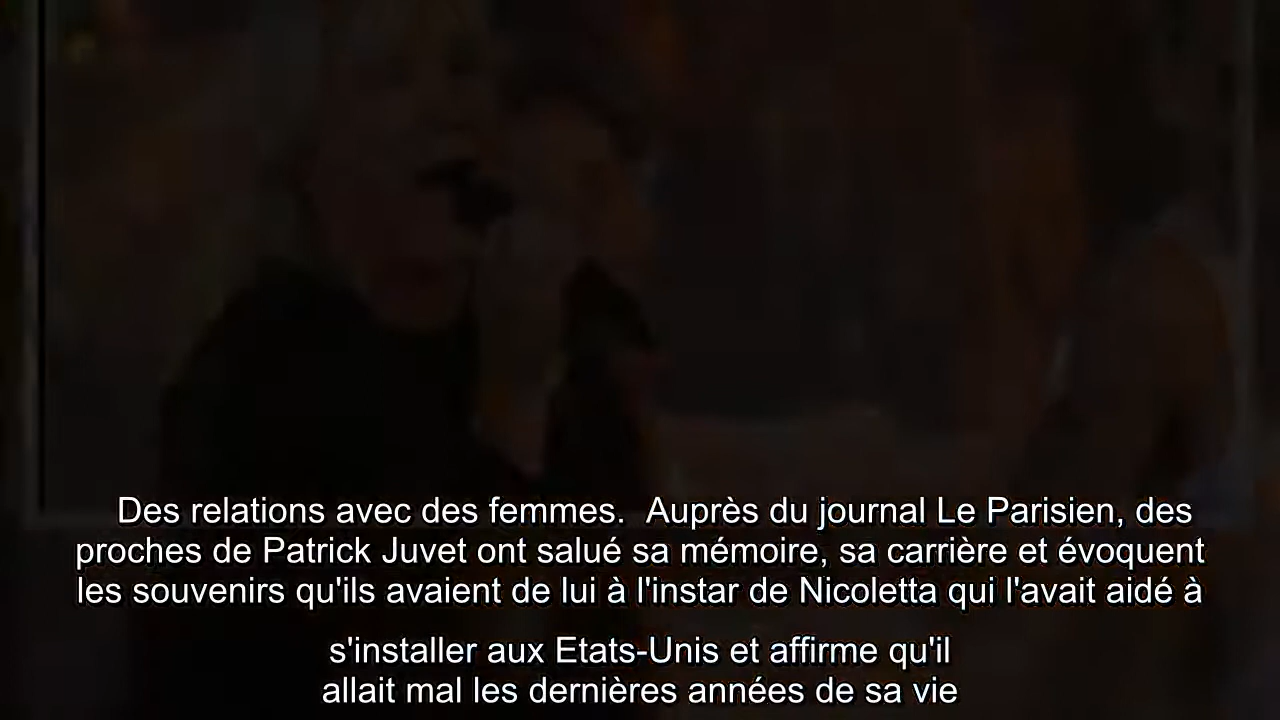 Des relations avec des femmes.  Auprès du journal Le Parisien, des
proches de Patrick Juvet ont salué sa mémoire, sa carrière et évoquent
les souvenirs qu'ils avaient de lui à l'instar de Nicoletta qui l'avait aidé à
s'installer aux Etats-Unis et affirme qu'il
allait mal les dernières années de sa vie